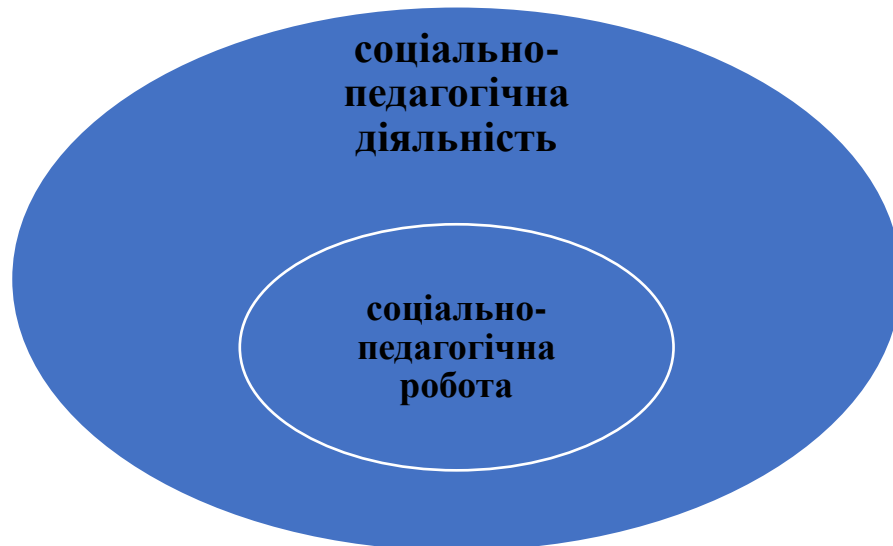 соціально-
педагогічна
діяльність
соціально-
педагогічна
робота